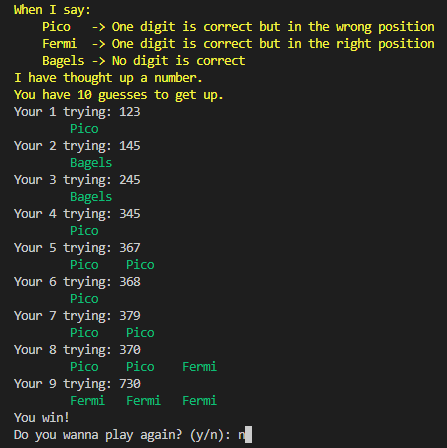 When I say:
    Pico   -> One digit is correct but in the wrong position
    Fermi  -> One digit is correct but in the right position
    Bagels -> No digit is correct
I have thought up a number.
You have 10 guesses to get up.
Your 1 trying: 123
        Pico
Your 2 trying: 145
        Bagels
Your 3 trying: 245
        Bagels
Your 4 trying: 345
        Pico
Your 5 trying: 367
        Pico    Pico
Your 6 trying: 368
        Pico
Your 7 trying: 379
        Pico    Pico
Your 8 trying: 370
        Pico    Pico    Fermi
Your 9 trying: 730
        Fermi   Fermi   Fermi
You win!
Do you wanna play again? (y/n): n